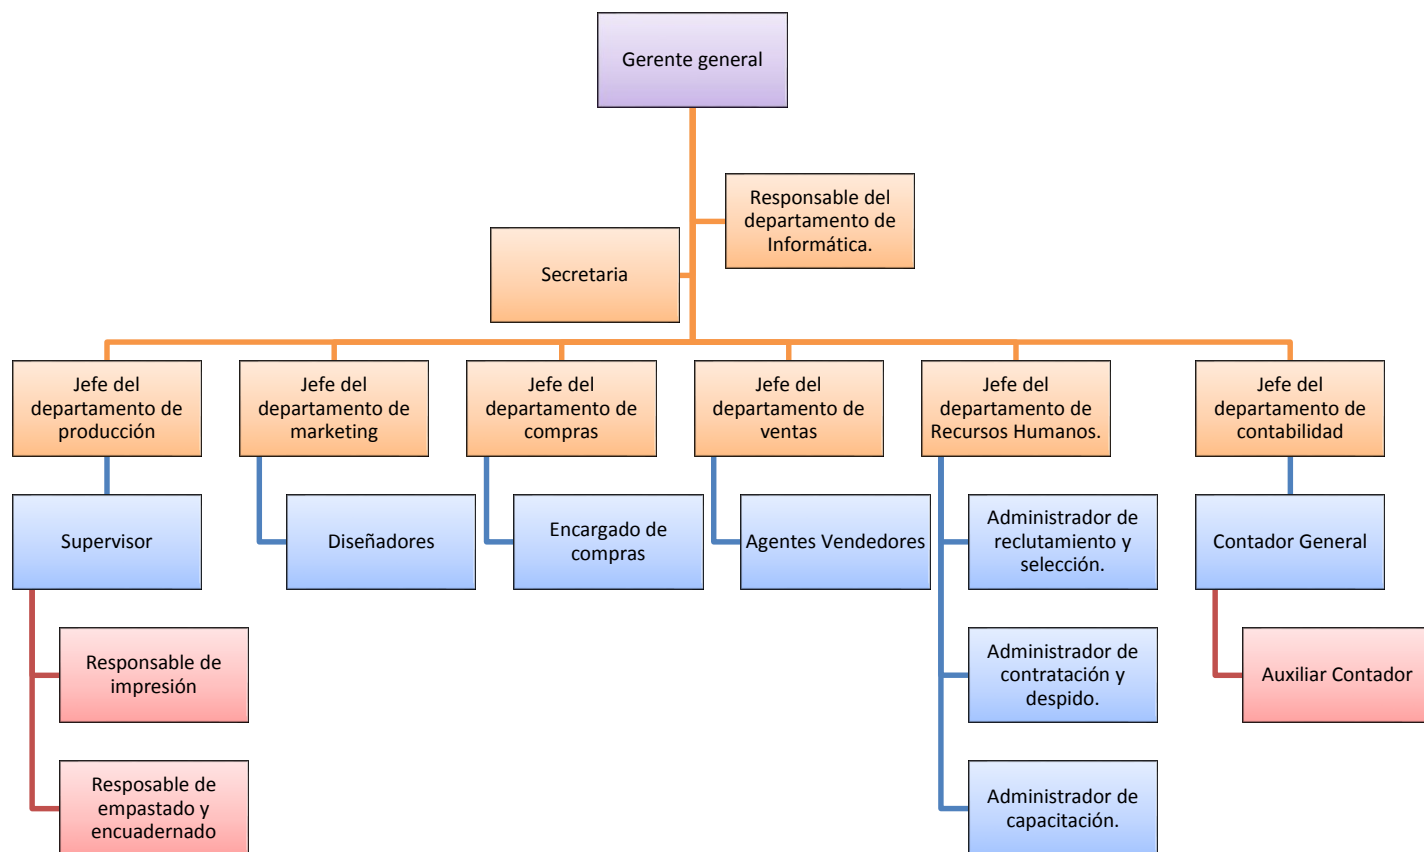 Gerente general
Responsable del
departamento de
Informática.
Secretaria
Jefe del
departamento de
producción
Jefe del
departamento de
marketing
Jefe del
departamento de
compras
Jefe del
departamento de
ventas
Jefe del
departamento de
Recursos Humanos.
Jefe del
departamento de
contabilidad
Supervisor
Diseñadores
Encargado de
compras
Agentes Vendedores
Administrador de
reclutamiento y
selección.
Contador General
Responsable de
impresión
Administrador de
contratación y
despido.
Auxiliar Contador
Resposable de
empastado y
encuadernado
Administrador de
capacitación.